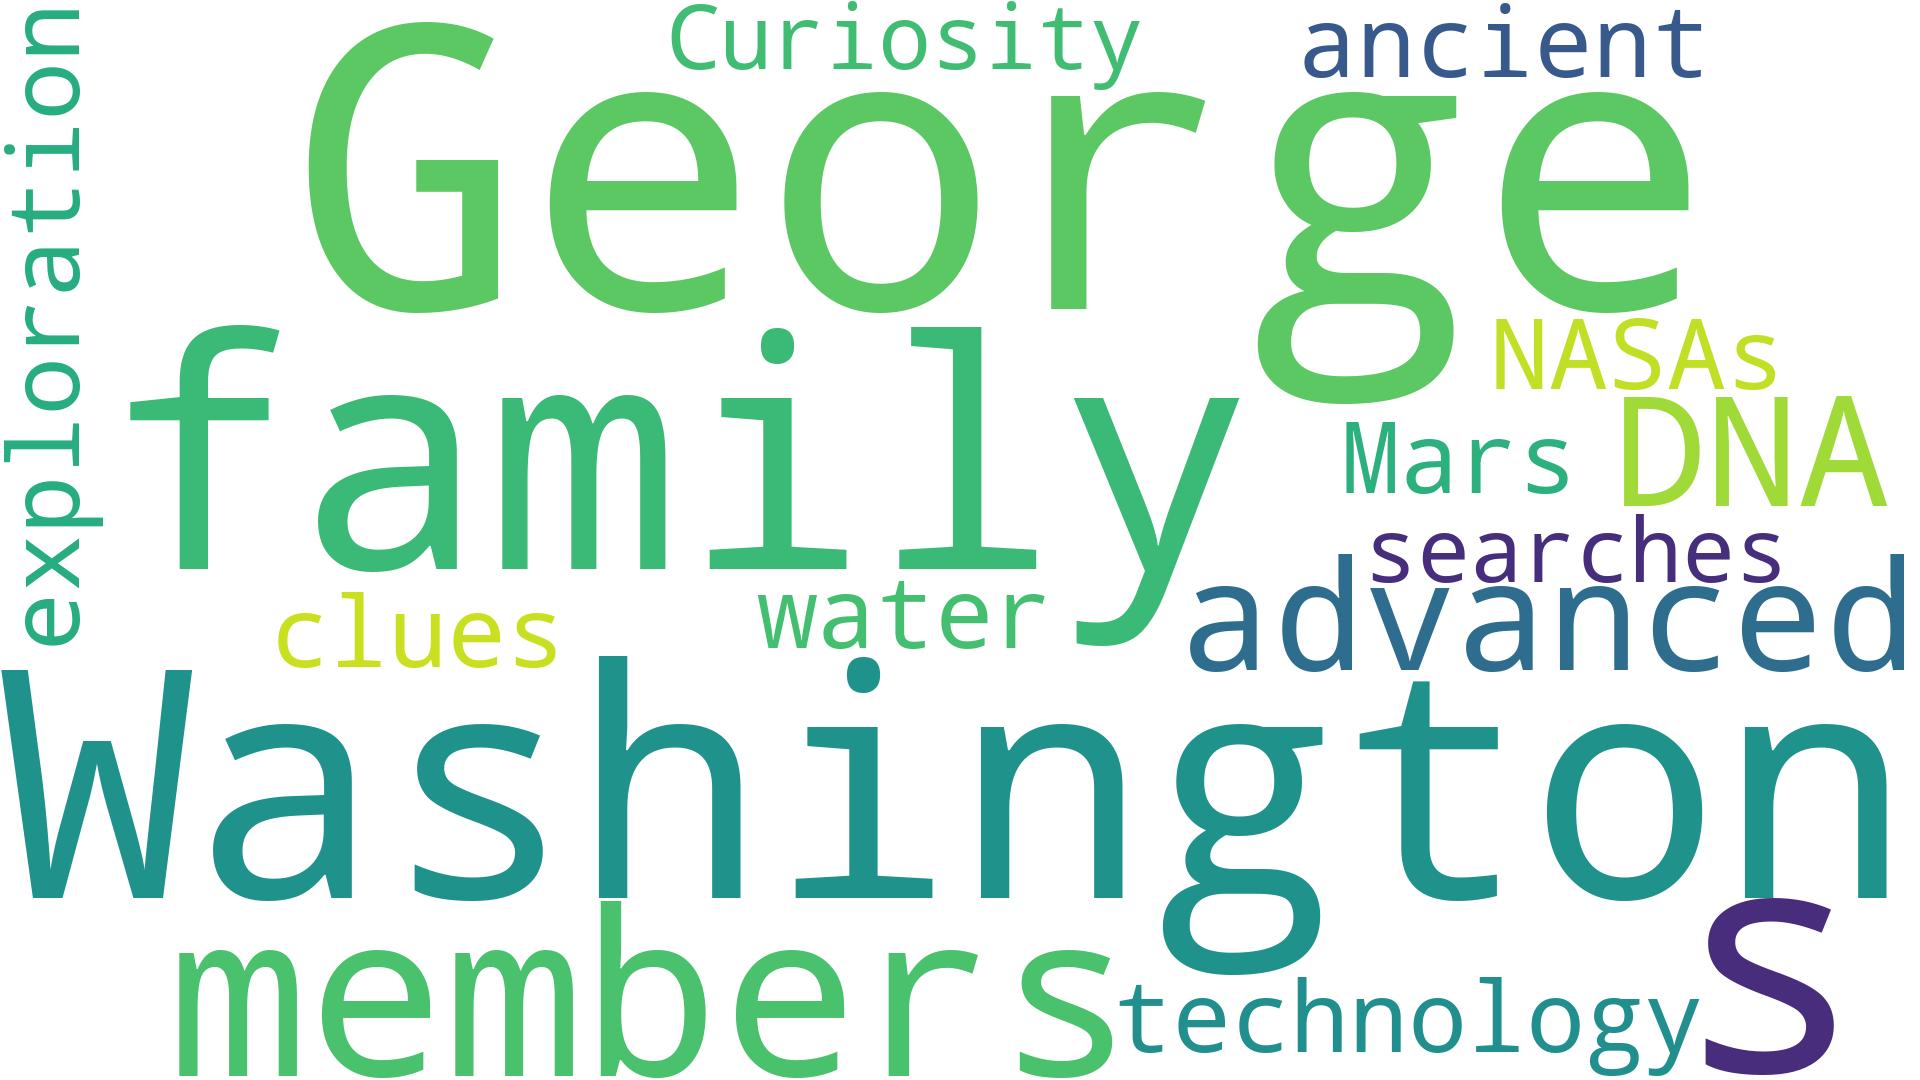 exploration
Curiosity
ancient
George
family
NASAs
Mars
DNA
searches
clues
water
advanced
Washington
members
technology
s